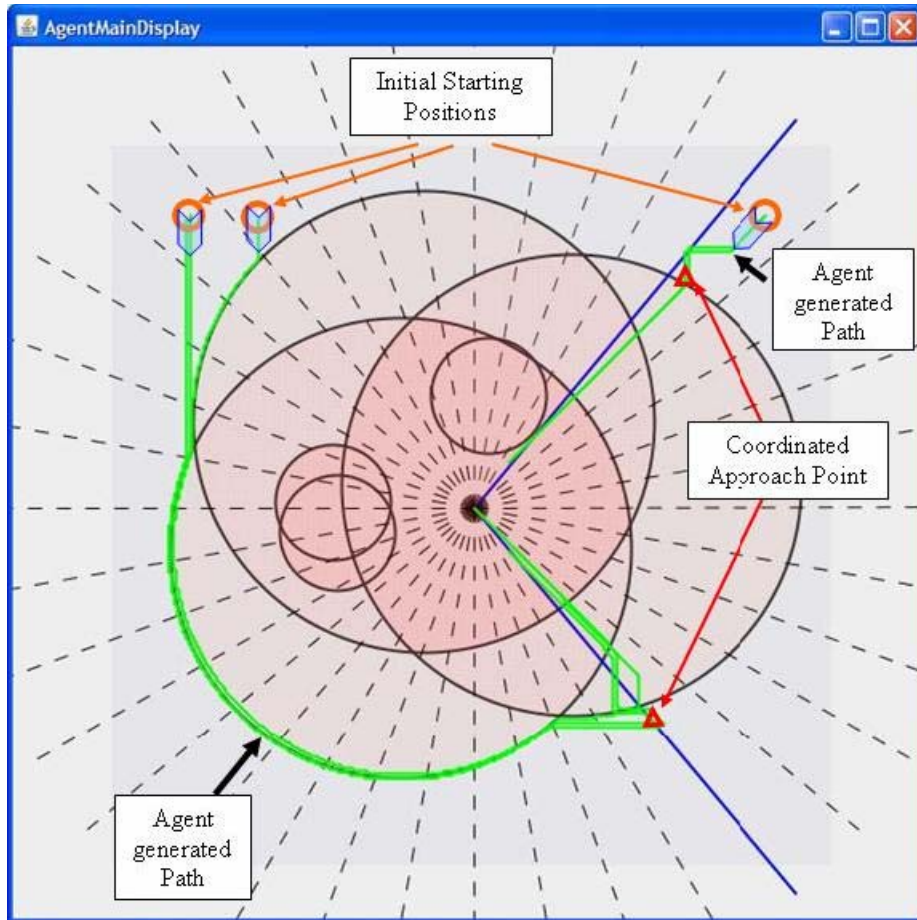 AgentMainDisplay
Initial Starting
Positions
Agent
generated
Path
Coordinated
Approach Point
Agent
generated
Path